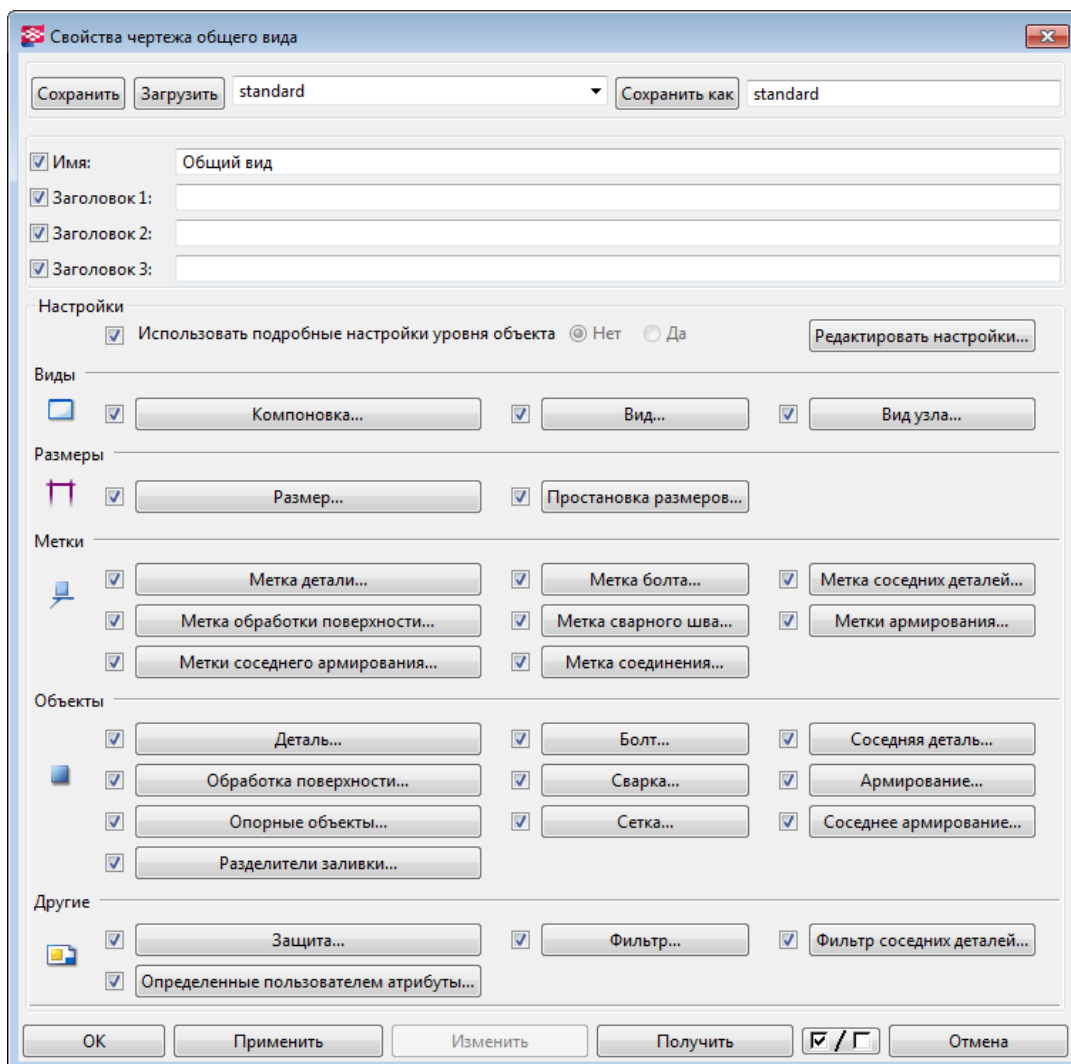 Свойства чертежа общего вида
Сохранить Загрузить standard Сохранить как standard
Имя: Общий вид
Заголовок 1:
Заголовок 2:
Заголовок 3:
Настройки
Использовать подробные настройки уровня объекта Нет Да Редактировать настройки...
Виды
Компоновка... Вид... Вид узла...
Размеры
Размер... Простановка размеров...
Метки
Метка детали... Метка болта... Метка соседних деталей...
Метка обработки поверхности... Метка сварного шва... Метки армирования...
Метки соседнего армирования... Метка соединения...
Объекты
Деталь... Болт... Соседняя деталь...
Обработка поверхности... Сварка... Армирование...
Опорные объекты... Сетка... Соседнее армирование...
Разделители заливки...
Другие
Защита... Фильтр... Фильтр соседних деталей...
Определенные пользователем атрибуты...
ОК Применить Изменить Получить / Отмена